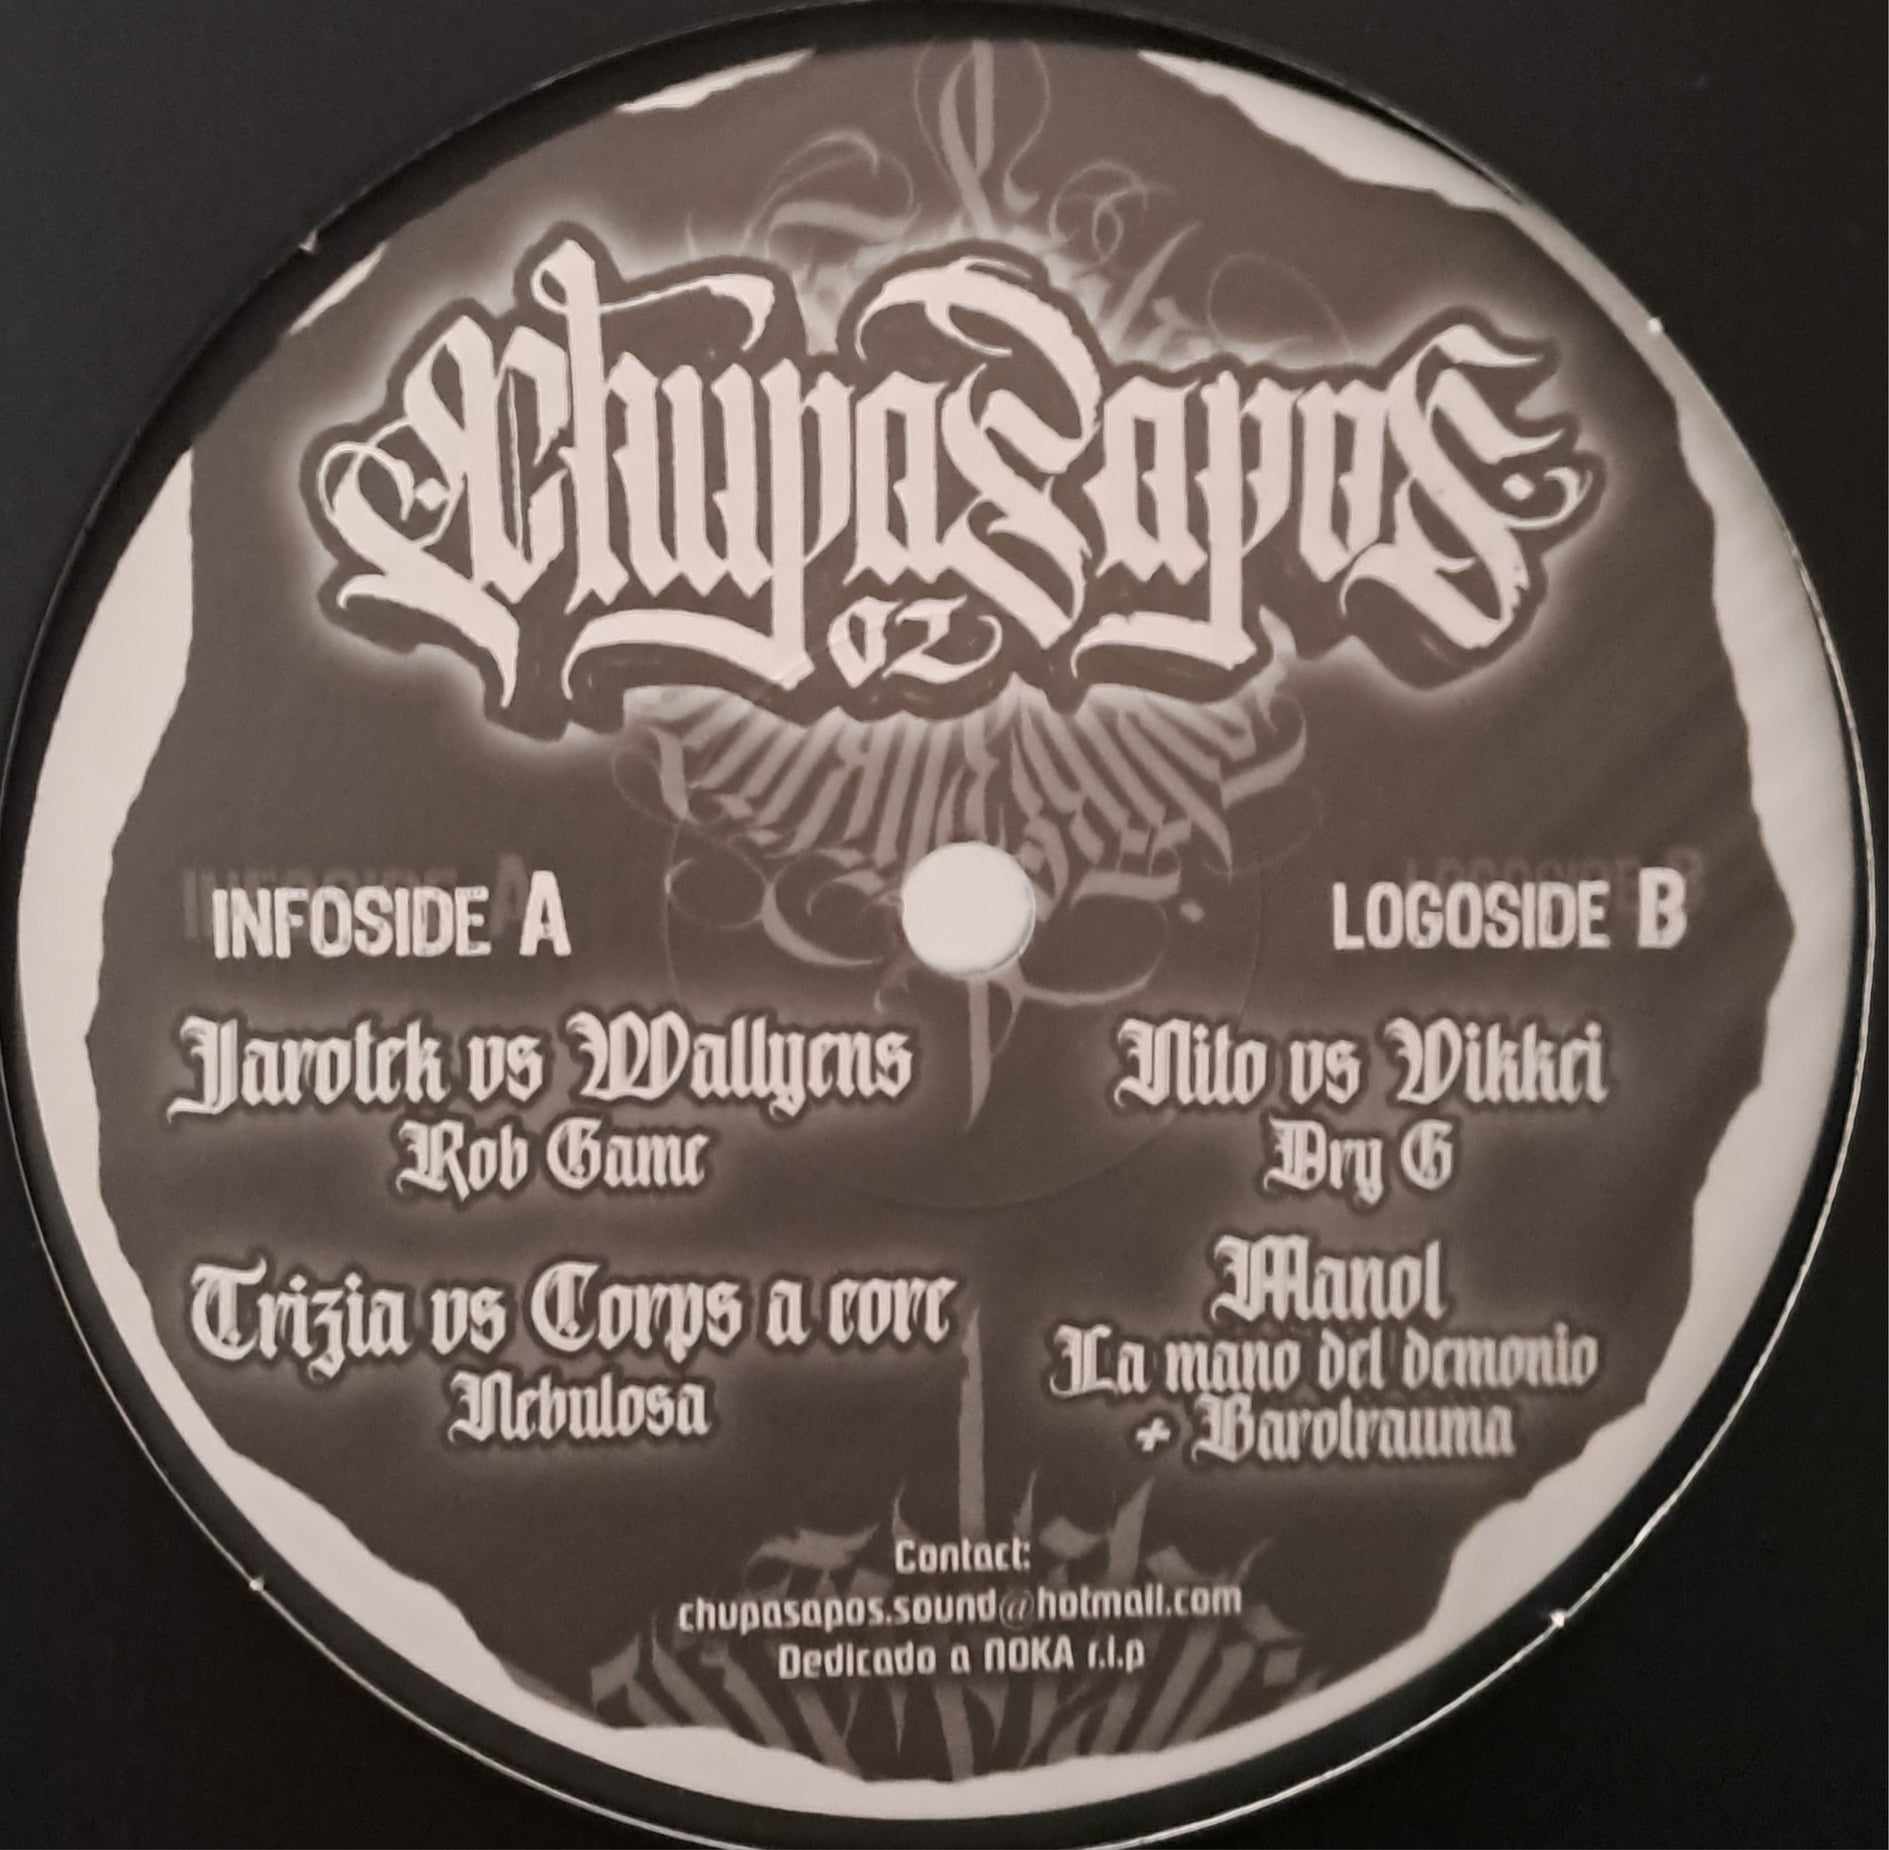 ChupaSapos
02
INFOSIDE A
Jarotek vs Wallyens
Rob Game
Trizia vs Corps a core
Nebulosa
LOGOSIDE B
Nito vs Vikkei
Dry G
Manol
La mano del demonio
+ Barotrauma
Contact:
chupasapos.sound@hotmail.com
Dedicado a NOKA r.i.p